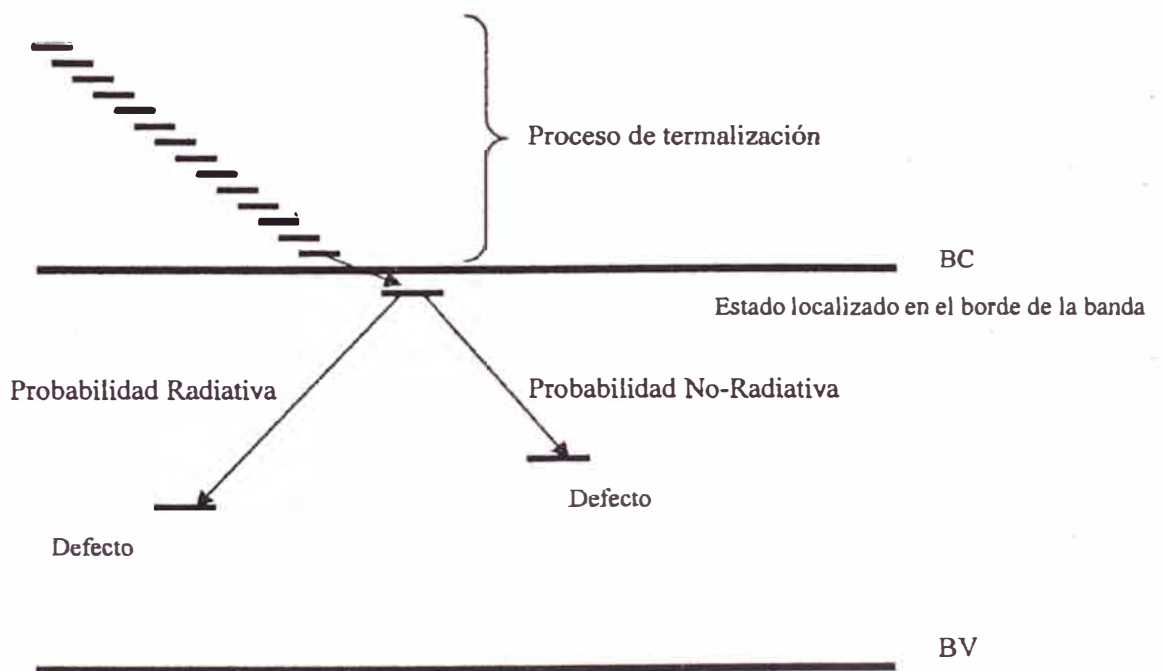 Proceso de termalización
BC
Estado localizado en el borde de la banda
Probabilidad Radiativa
Probabilidad No-Radiativa
Defecto
Defecto
BV